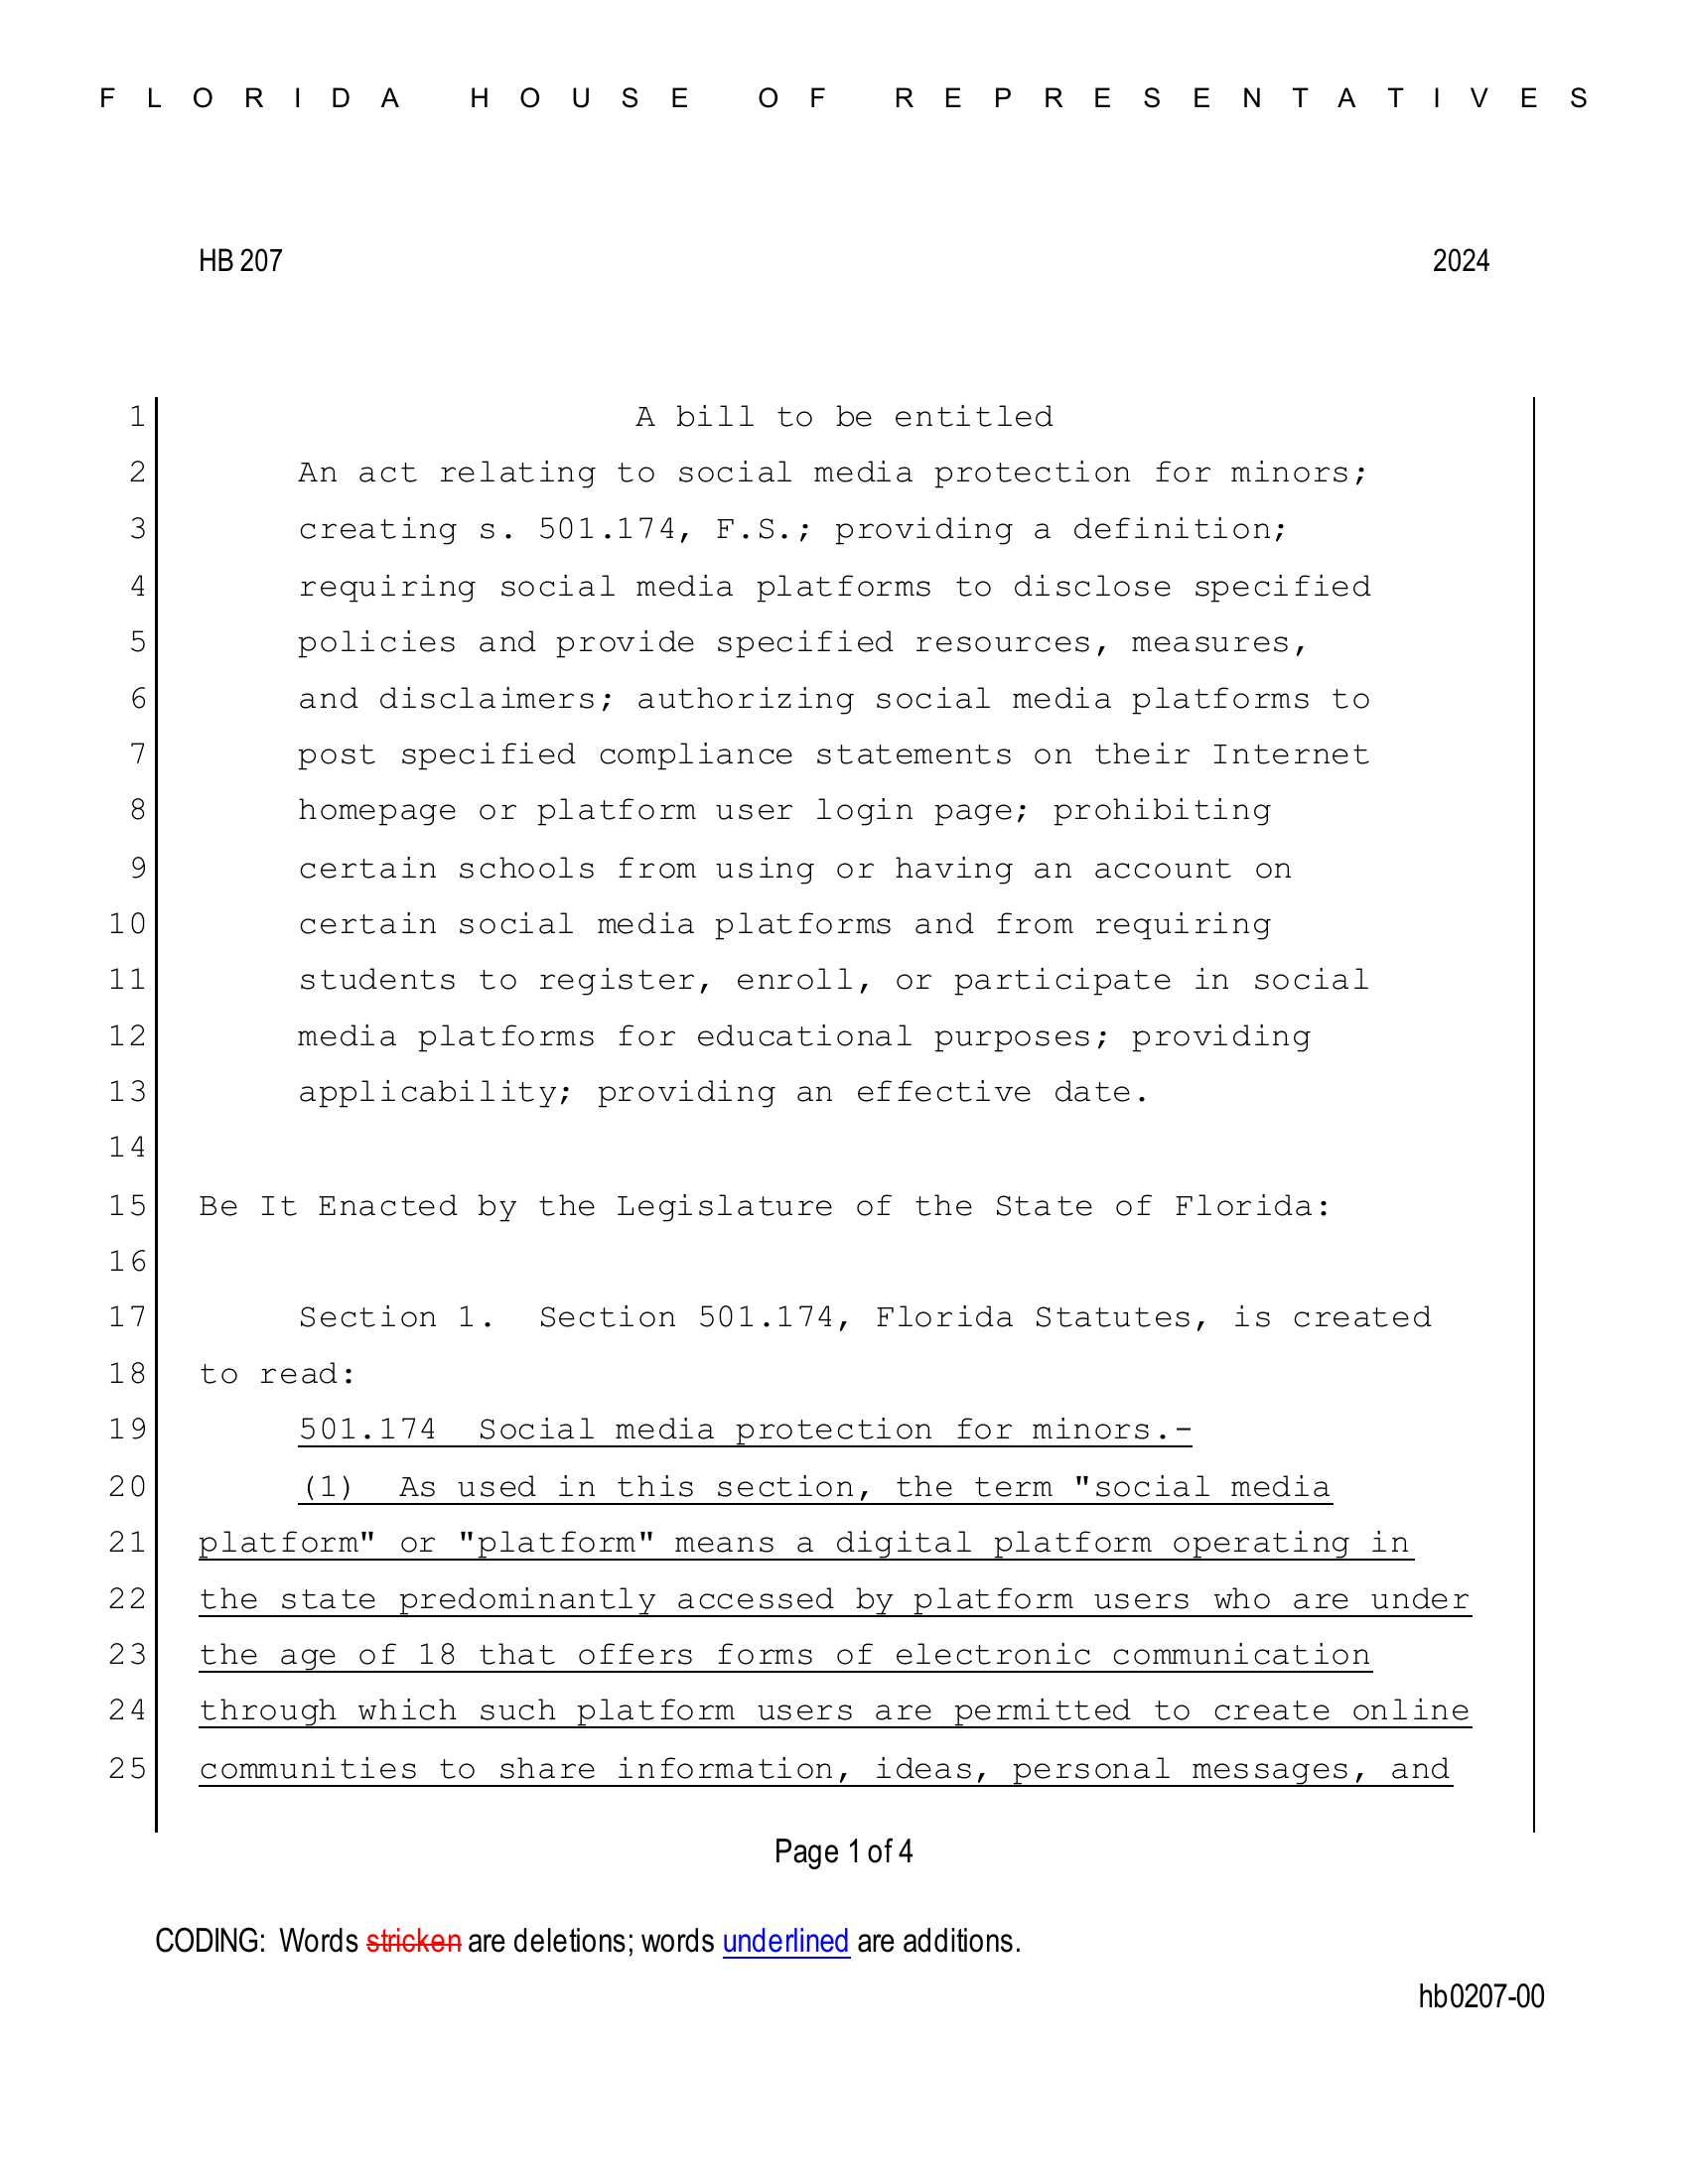 FLORIDA HOUSE OF REPRESENTATIVES
HB 207 2024
1 A bill to be entitled
2 An act relating to social media protection for minors;
3 creating s. 501.174, F.S.; providing a definition;
4 requiring social media platforms to disclose specified
5 policies and provide specified resources, measures,
6 and disclaimers; authorizing social media platforms to
7 post specified compliance statements on their Internet
8 homepage or platform user login page; prohibiting
9 certain schools from using or having an account on
10 certain social media platforms and from requiring
11 students to register, enroll, or participate in social
12 media platforms for educational purposes; providing
13 applicability; providing an effective date.
14
15 Be It Enacted by the Legislature of the State of Florida:
16
17 Section 1. Section 501.174, Florida Statutes, is created
18 to read:
19 501.174 Social media protection for minors.-
20 (1) As used in this section, the term "social media
21 platform" or "platform" means a digital platform operating in
22 the state predominantly accessed by platform users who are under
23 the age of 18 that offers forms of electronic communication
24 through which such platform users are permitted to create online
25 communities to share information, ideas, personal messages, and
Page 1 of 4
CODING: Words stricken are deletions; words underlined are additions.
hb0207-00